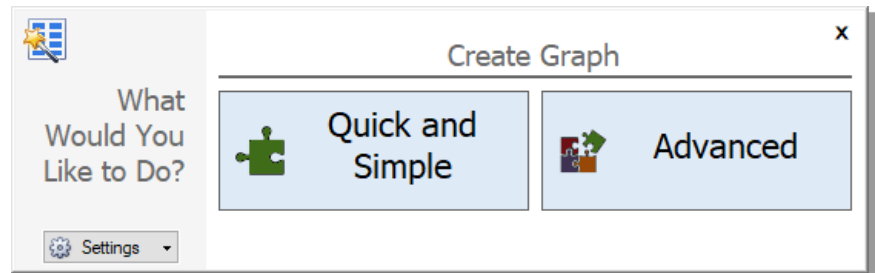 What
Would You
Like to Do?
Settings
Create Graph
x
Quick and
Simple
Advanced